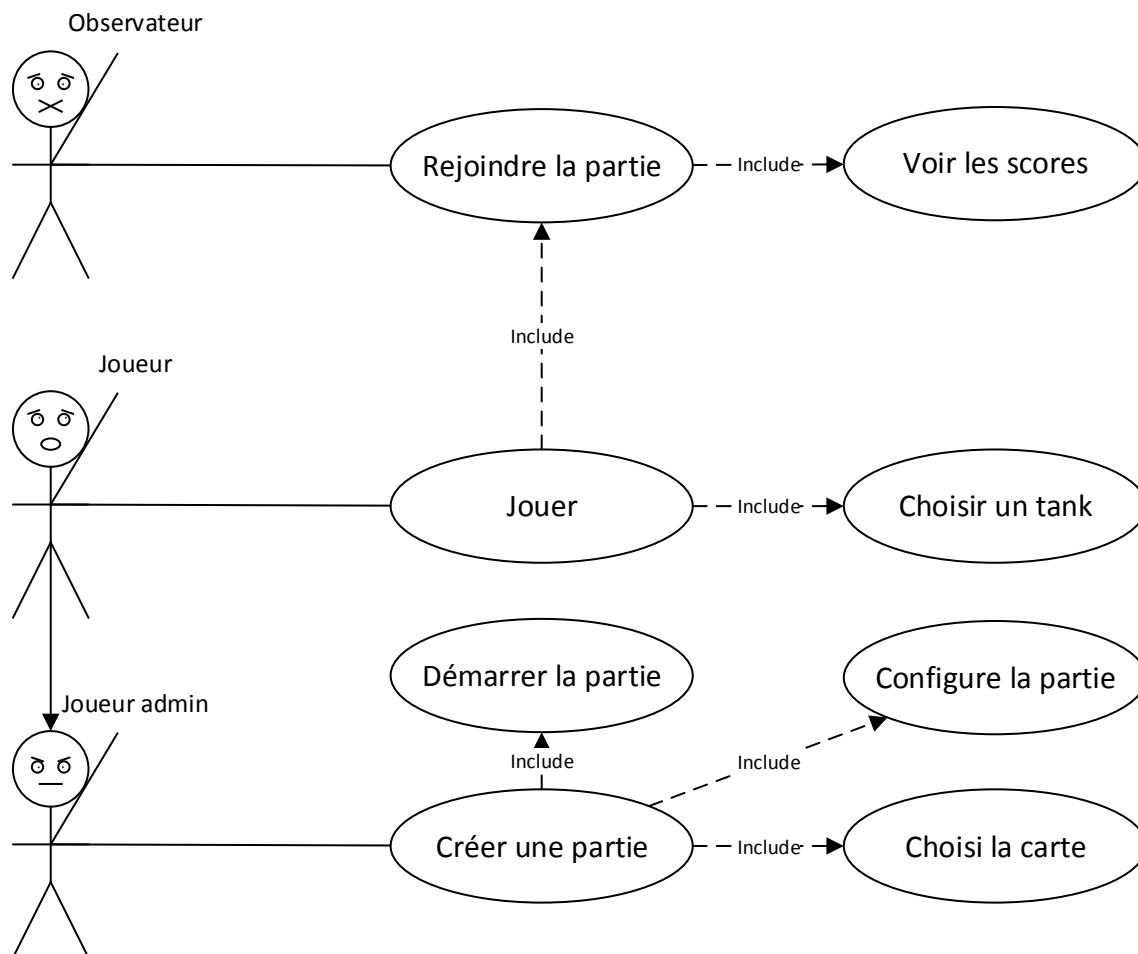 Observateur
Rejoindre la partie
Include
Voir les scores
Include
Joueur
Jouer
Include
Choisir un tank
Démarrer la partie
Configure la partie
Joueur admin
Include
Include
Créer une partie
Include
Choisi la carte